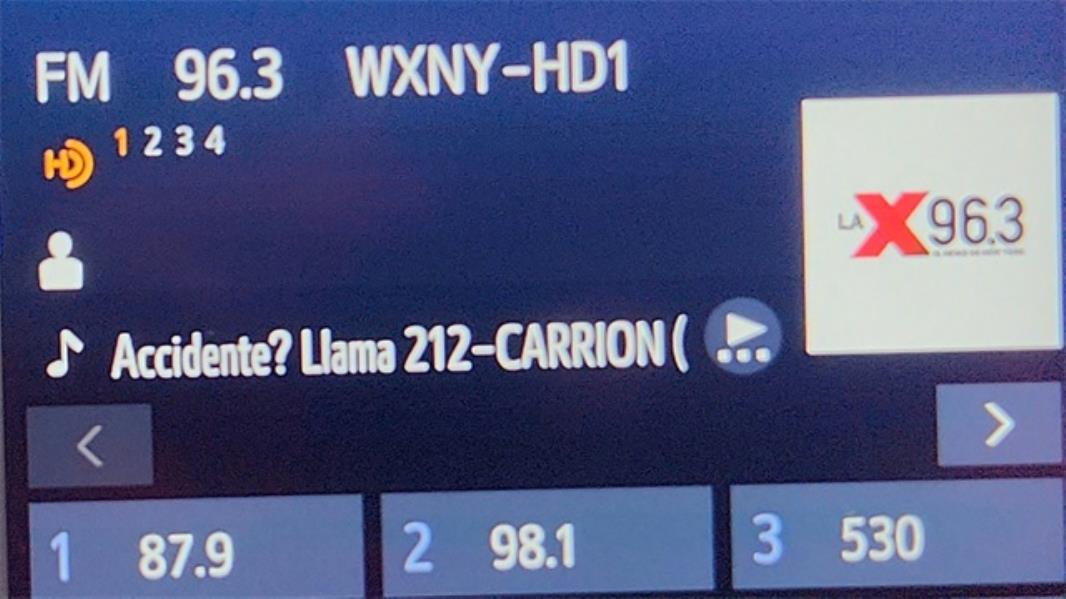 FM 96.3 WXNY-HD1
HD 1 2 3 4
LA X 96.3
Accidente? Llama 212-CARRION (
1 87.9 2 98.1 3 530